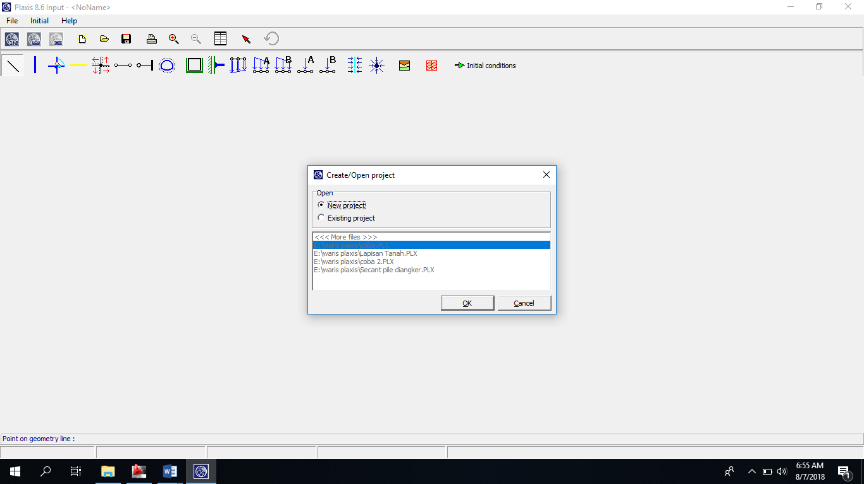 Plaxis 8.6 Input - <NoName>
File Initial Help
Initial conditions
Create/Open project
Open
New project
Existing project
<<< More files >>>
E:\waris plaxis\Lapisan Tanah.PLX
E:\waris plaxis\coba 2.PLX
E:\waris plaxis\Secant pile diangker.PLX
OK Cancel
Point on geometry line :
6:55 AM
8/7/2018